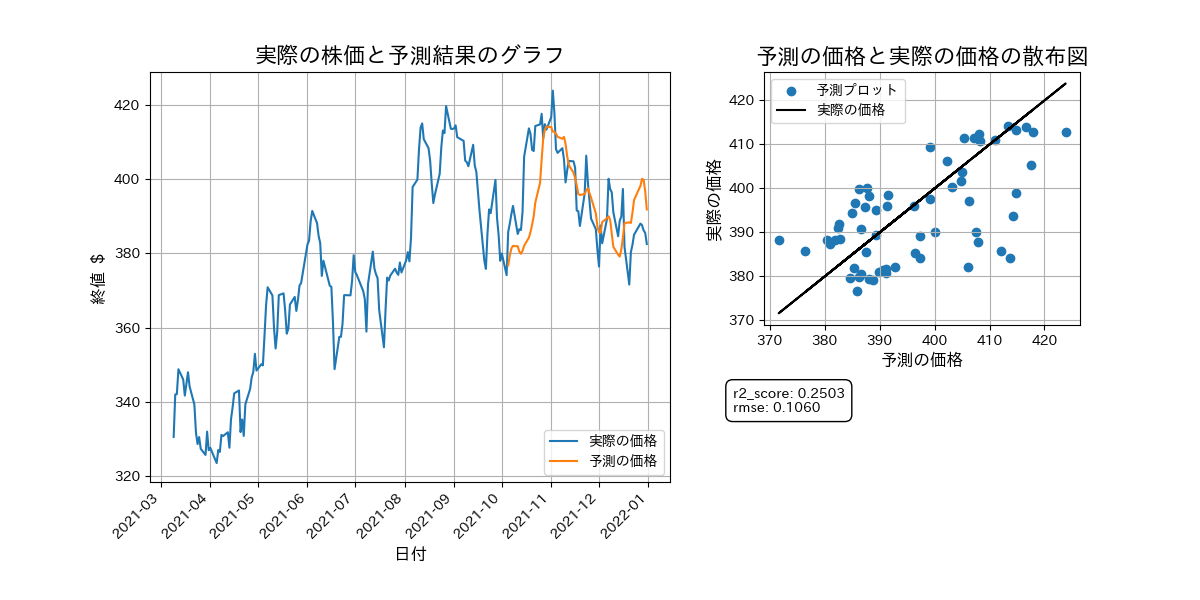 実際の株価と予測結果のグラフ
終値 $
420
400
380
360
340
320
2021-03
2021-04
2021-05
2021-06
2021-07
2021-08
2021-09
2021-10
2021-11
2021-12
2022-01
日付
実際の価格
予測の価格
予測の価格と実際の価格の散布図
実際の価格
420
410
400
390
380
370
370
380
390
400
410
420
予測の価格
予測プロット
実際の価格
r2_score: 0.2503
rmse: 0.1060